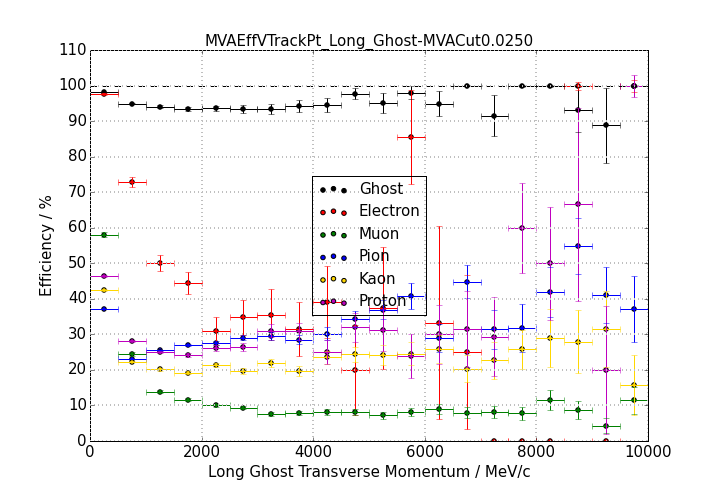 MVAEffVTrackPt_Long_Ghost-MVACut0.0250
110
100
90
80
70
60
50
40
30
20
10
0
Efficiency / %
Ghost
Electron
Muon
Pion
Kaon
Proton
0 2000 4000 6000 8000 10000
Long Ghost Transverse Momentum / MeV/c